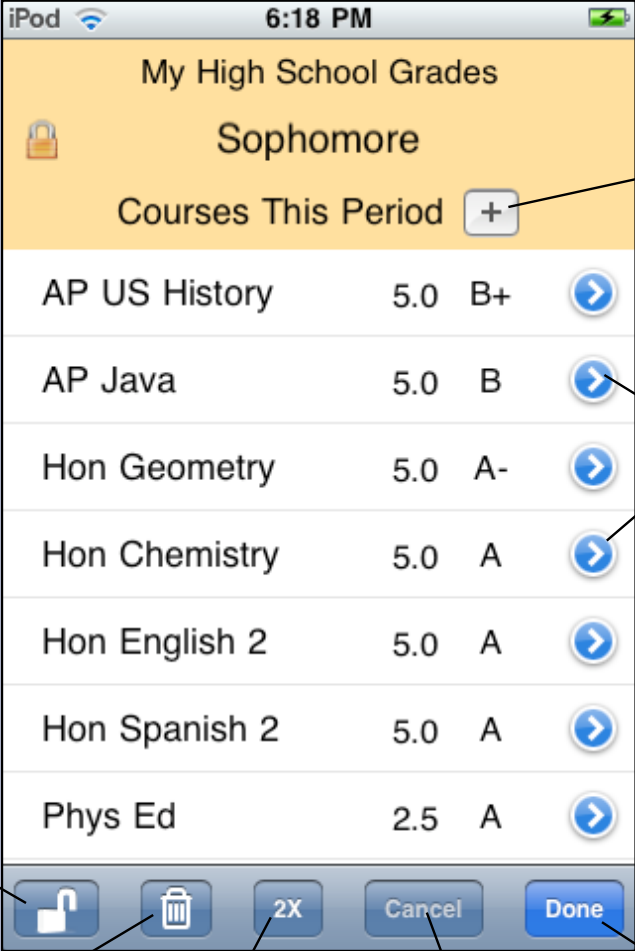 iPod 6:18 PM
My High School Grades
Sophomore
Courses This Period +
AP US History 5.0 B+
AP Java 5.0 B
Hon Geometry 5.0 A-
Hon Chemistry 5.0 A
Hon English 2 5.0 A
Hon Spanish 2 5.0 A
Phys Ed 2.5 A
2X Cancel Done